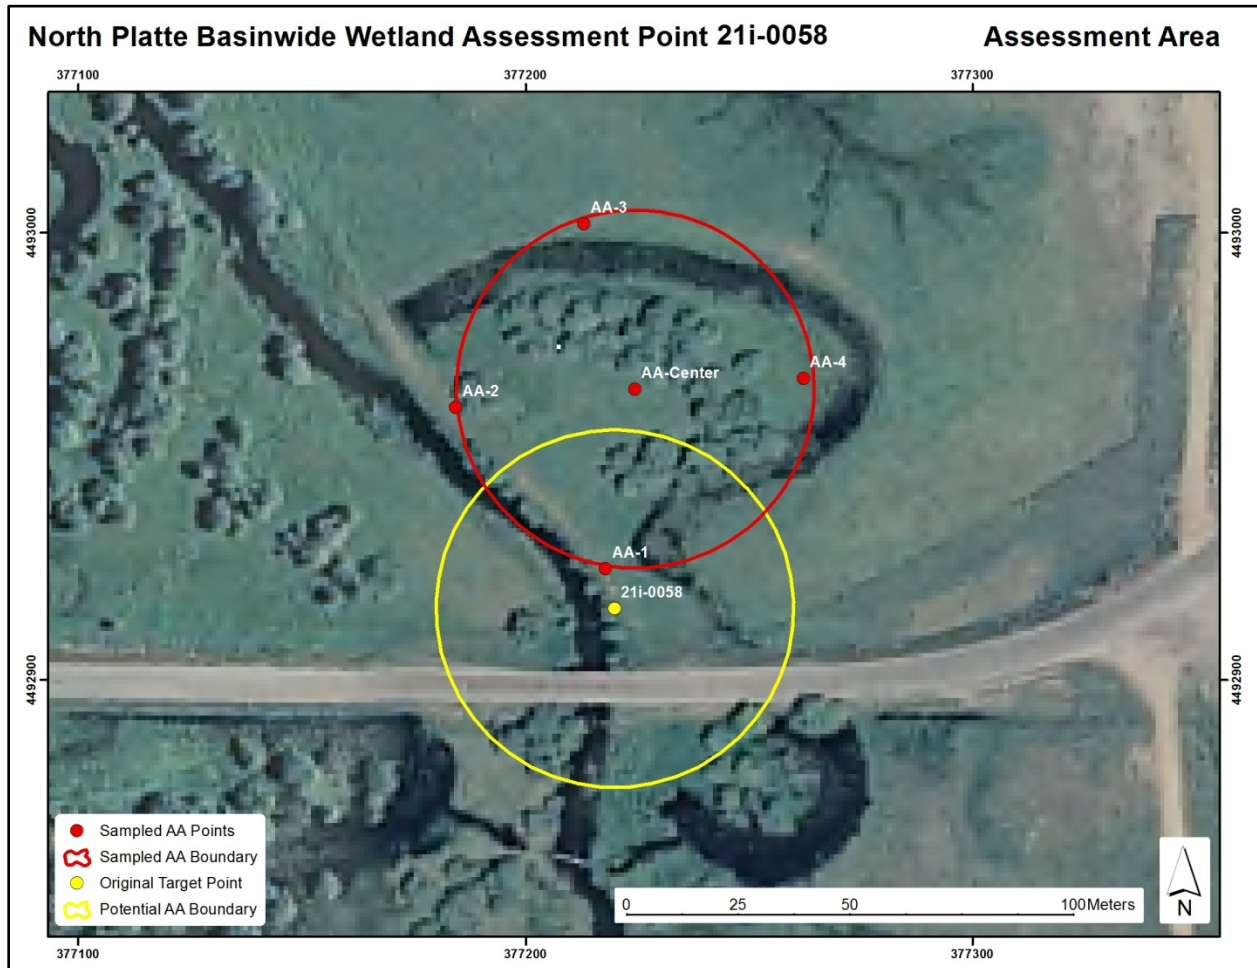 North Platte Basinwide Wetland Assessment Point 21i-0058 Assessment Area
377100 377200 377300
4493000 4493000
AA-3
AA-4
AA-Center
AA-2
AA-1
21i-0058
4492900 4492900
Sampled AA Points
Sampled AA Boundary
Original Target Point
Potential AA Boundary
0 25 50 100 Meters
N
377100 377200 377300